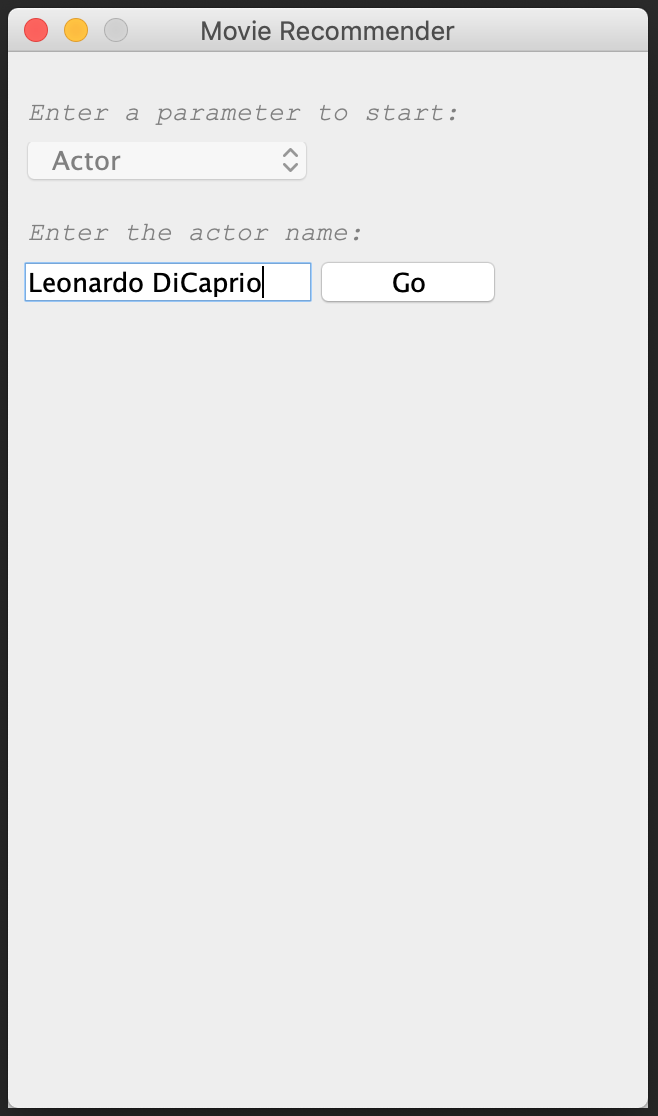 Movie Recommender
Enter a parameter to start:
Actor
Enter the actor name:
Leonardo DiCaprio Go